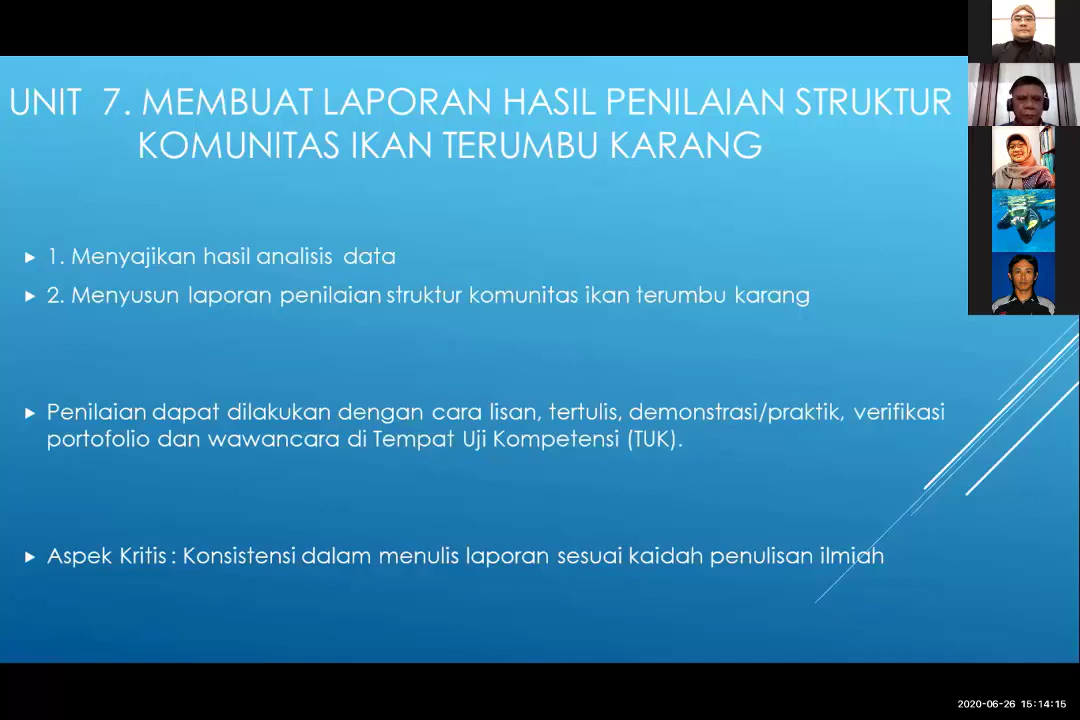 UNIT 7. MEMBUAT LAPORAN HASIL PENILAIAN STRUKTUR
KOMUNITAS IKAN TERUMBU KARANG
1. Menyajikan hasil analisis data
2. Menyusun laporan penilaian struktur komunitas ikan terumbu karang
Penilaian dapat dilakukan dengan cara lisan, tertulis, demonstrasi/praktik, verifikasi
portofolio dan wawancara di Tempat Uji Kompetensi (TUK).
Aspek Kritis : Konsistensi dalam menulis laporan sesuai kaidah penulisan ilmiah
2020-06-26 15:14:15